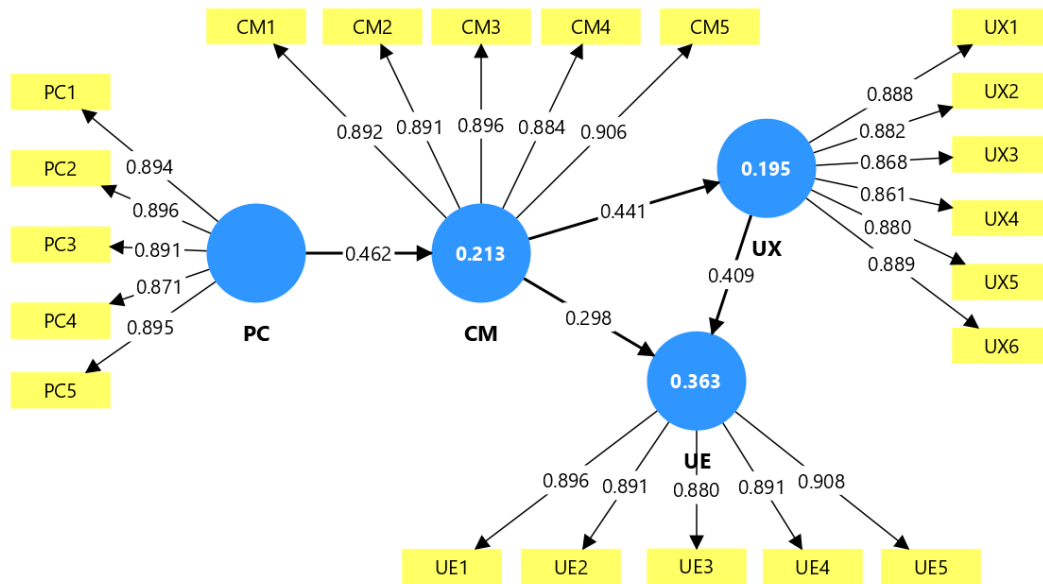 CM1
CM2
CM3
CM4
CM5
UX1
UX2
UX3
UX4
UX5
UX6
PC1
PC2
PC3
PC4
PC5
0.892
0.891
0.896
0.884
0.906
0.888
0.882
0.868
0.861
0.880
0.889
0.894
0.896
0.891
0.871
0.895
PC
0.462
0.213
CM
0.441
0.195
UX
0.298
0.409
0.363
UE
0.896
0.891
0.880
0.891
0.908
UE1
UE2
UE3
UE4
UE5